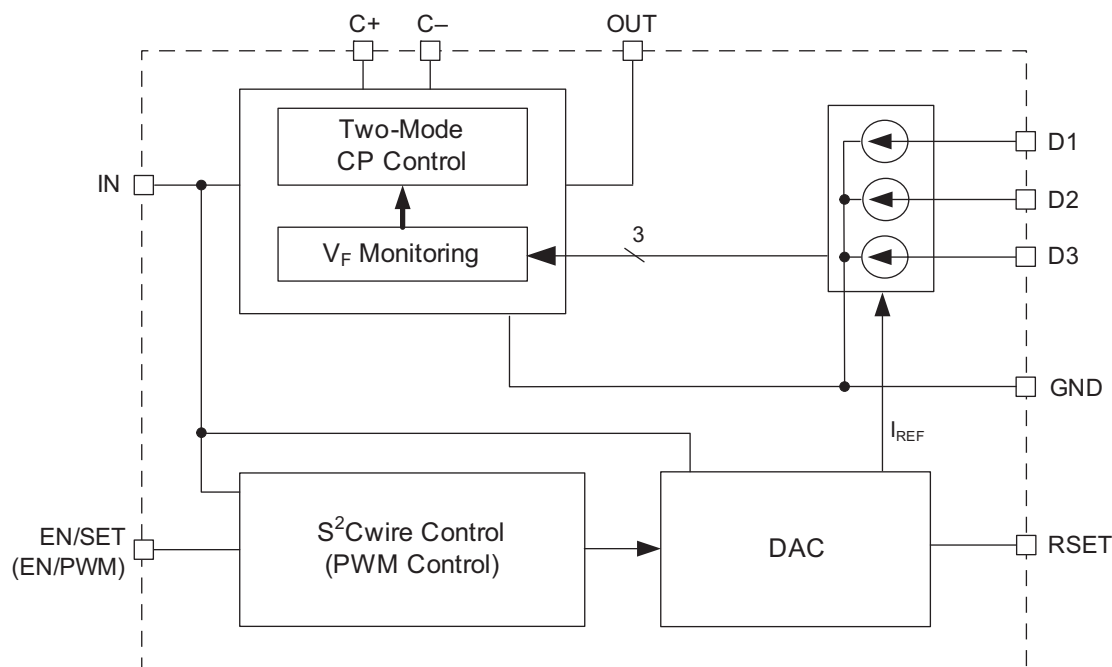 C+
C–
OUT
Two-Mode
CP Control
IN
D1
D2
D3
3
V_F Monitoring
GND
I_REF
EN/SET
(EN/PWM)
S²Cwire Control
(PWM Control)
DAC
RSET